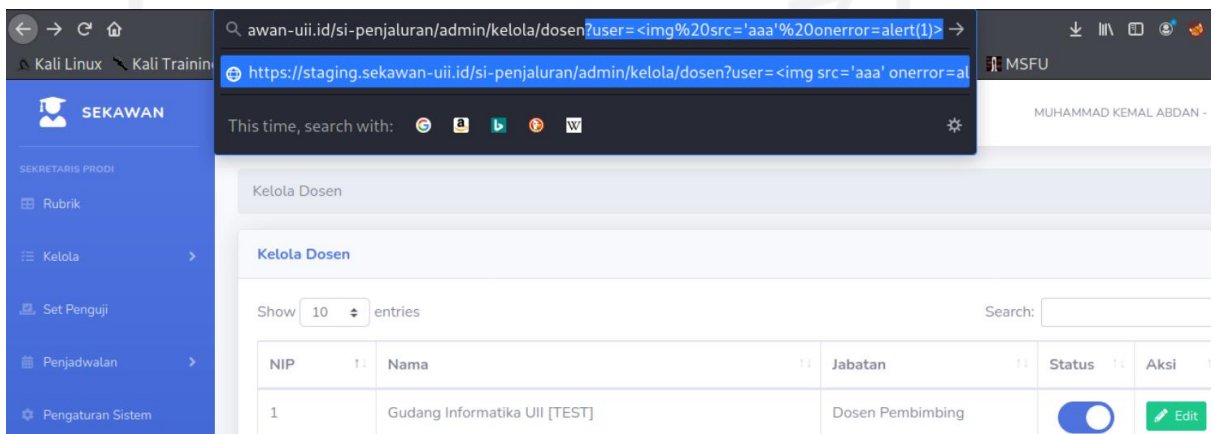 awan-uii.id/si-penjaluran/admin/kelola/dosen?user=<img%20src='aaa'%20onerror=alert(1)>
Kali Linux Kali Trainin MSFU
https://staging.sekawan-uii.id/si-penjaluran/admin/kelola/dosen?user=<img src='aaa' onerror=al
SEKAWAN
This time, search with:
MUHAMMAD KEMAL ABDAN -
SEKRETARIS PRODI
Rubrik
Kelola
Set Penguji
Penjadwalan
Pengaturan Sistem
Kelola Dosen
Kelola Dosen
Show 10 entries Search:
NIP Nama Jabatan Status Aksi
1 Gudang Informatika UII [TEST] Dosen Pembimbing Edit